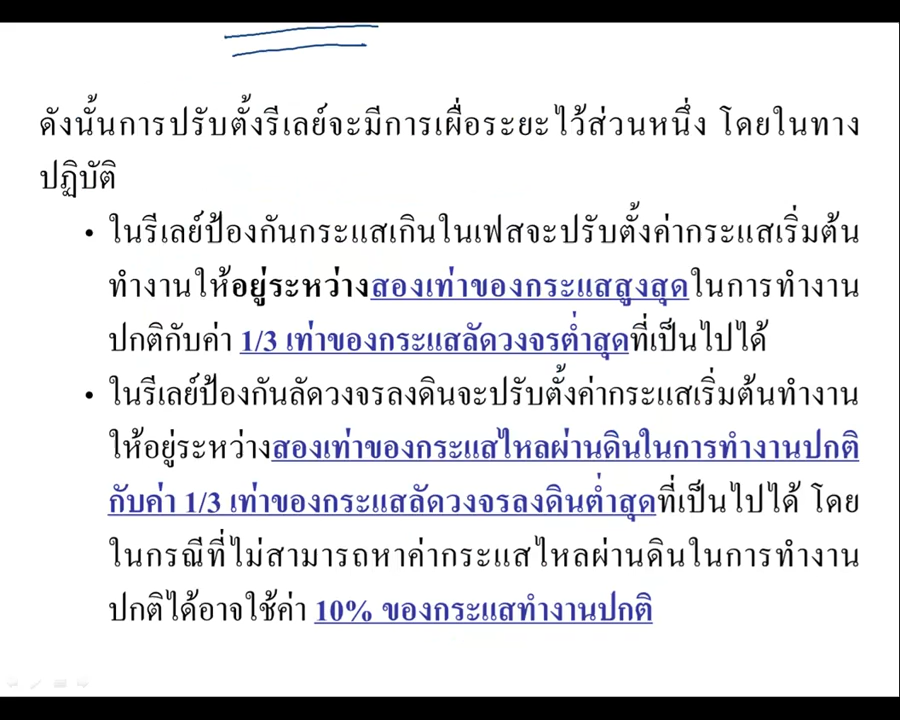 ดังนั้นการปรับตั้งรีเลย์จะมีการเผื่อระยะไว้ส่วนหนึ่ง โดยในทาง
ปฏิบัติ
• ในรีเลย์ป้องกันกระแสเกินในเฟสจะปรับตั้งค่ากระแสเริ่มต้น
ทำงานให้อยู่ระหว่างสองเท่าของกระแสสูงสุดในการทำงาน
ปกติกับค่า 1/3 เท่าของกระแสลัดวงจรต่ำสุดที่เป็นไปได้
• ในรีเลย์ป้องกันลัดวงจรลงดินจะปรับตั้งค่ากระแสเริ่มต้นทำงาน
ให้อยู่ระหว่างสองเท่าของกระแสไหลผ่านดินในการทำงานปกติ
กับค่า 1/3 เท่าของกระแสลัดวงจรลงดินต่ำสุดที่เป็นไปได้ โดย
ในกรณีที่ไม่สามารถหาค่ากระแสไหลผ่านดินในการทำงาน
ปกติได้อาจใช้ค่า 10% ของกระแสทำงานปกติ